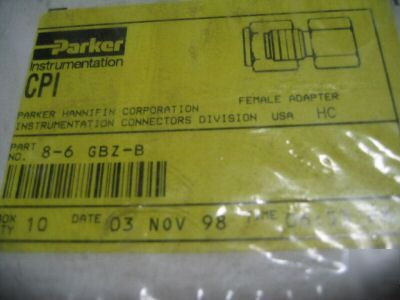 Parker
Instrumentation
CPI
PARKER HANNIFIN CORPORATION
INSTRUMENTATION CONNECTORS DIVISION USA
FEMALE ADAPTER
HC
PART NO. 8-6 GBZ-B
BOX QTY 10 DATE 03 NOV 98